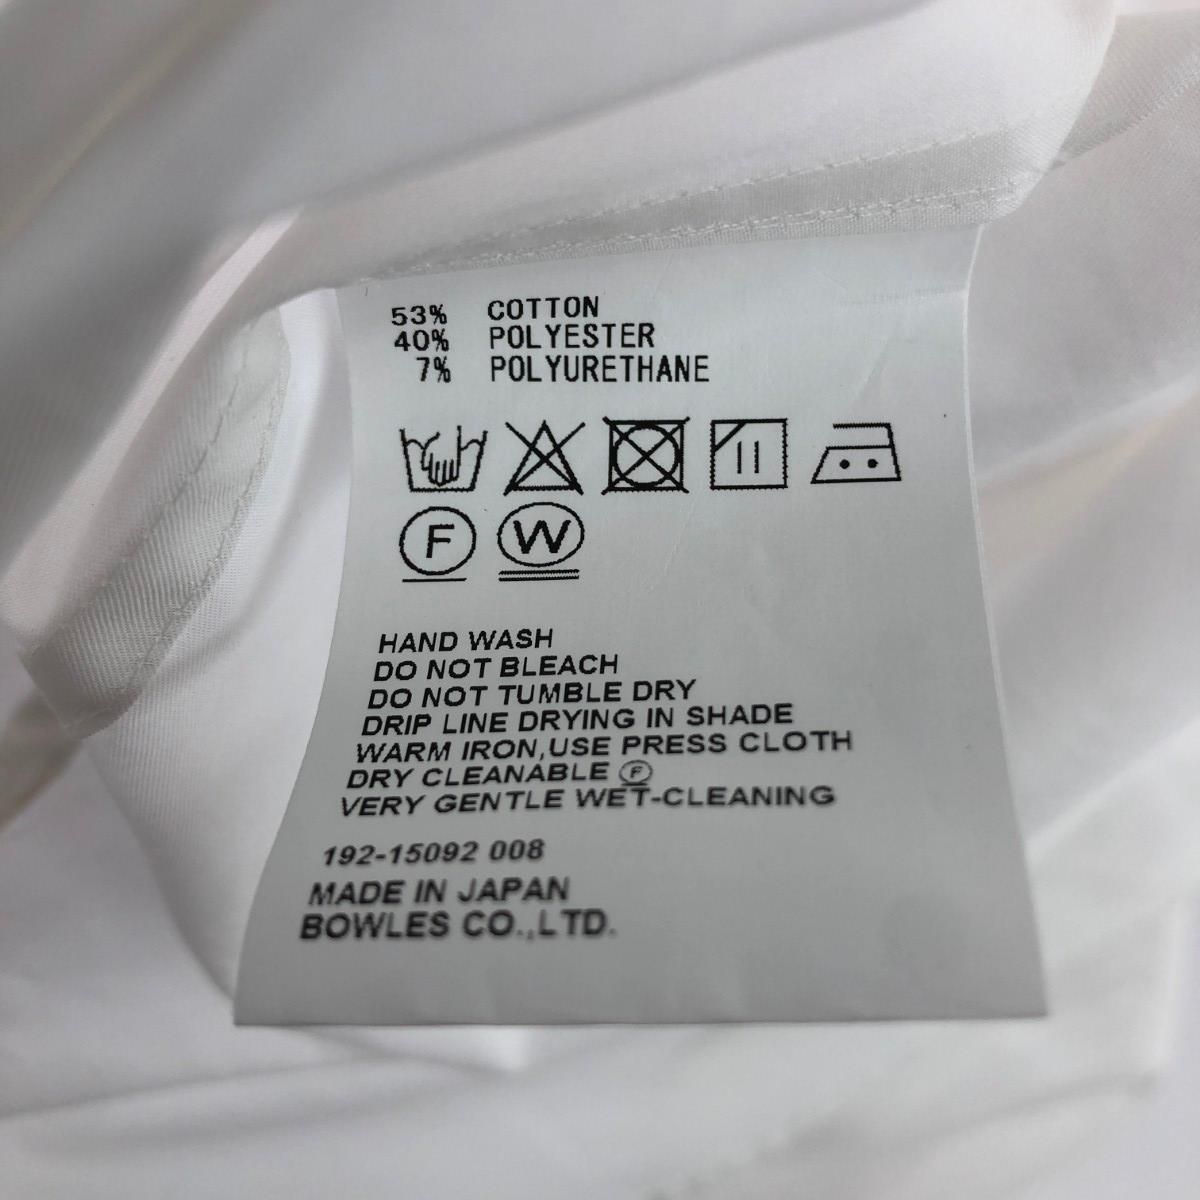 53% COTTON
40% POLYESTER
7% POLYURETHANE
F W
HAND WASH
DO NOT BLEACH
DO NOT TUMBLE DRY
DRIP LINE DRYING IN SHADE
WARM IRON,USE PRESS CLOTH
DRY CLEANABLE Ⓕ
VERY GENTLE WET-CLEANING
192-15092 008
MADE IN JAPAN
BOWLES CO.,LTD.